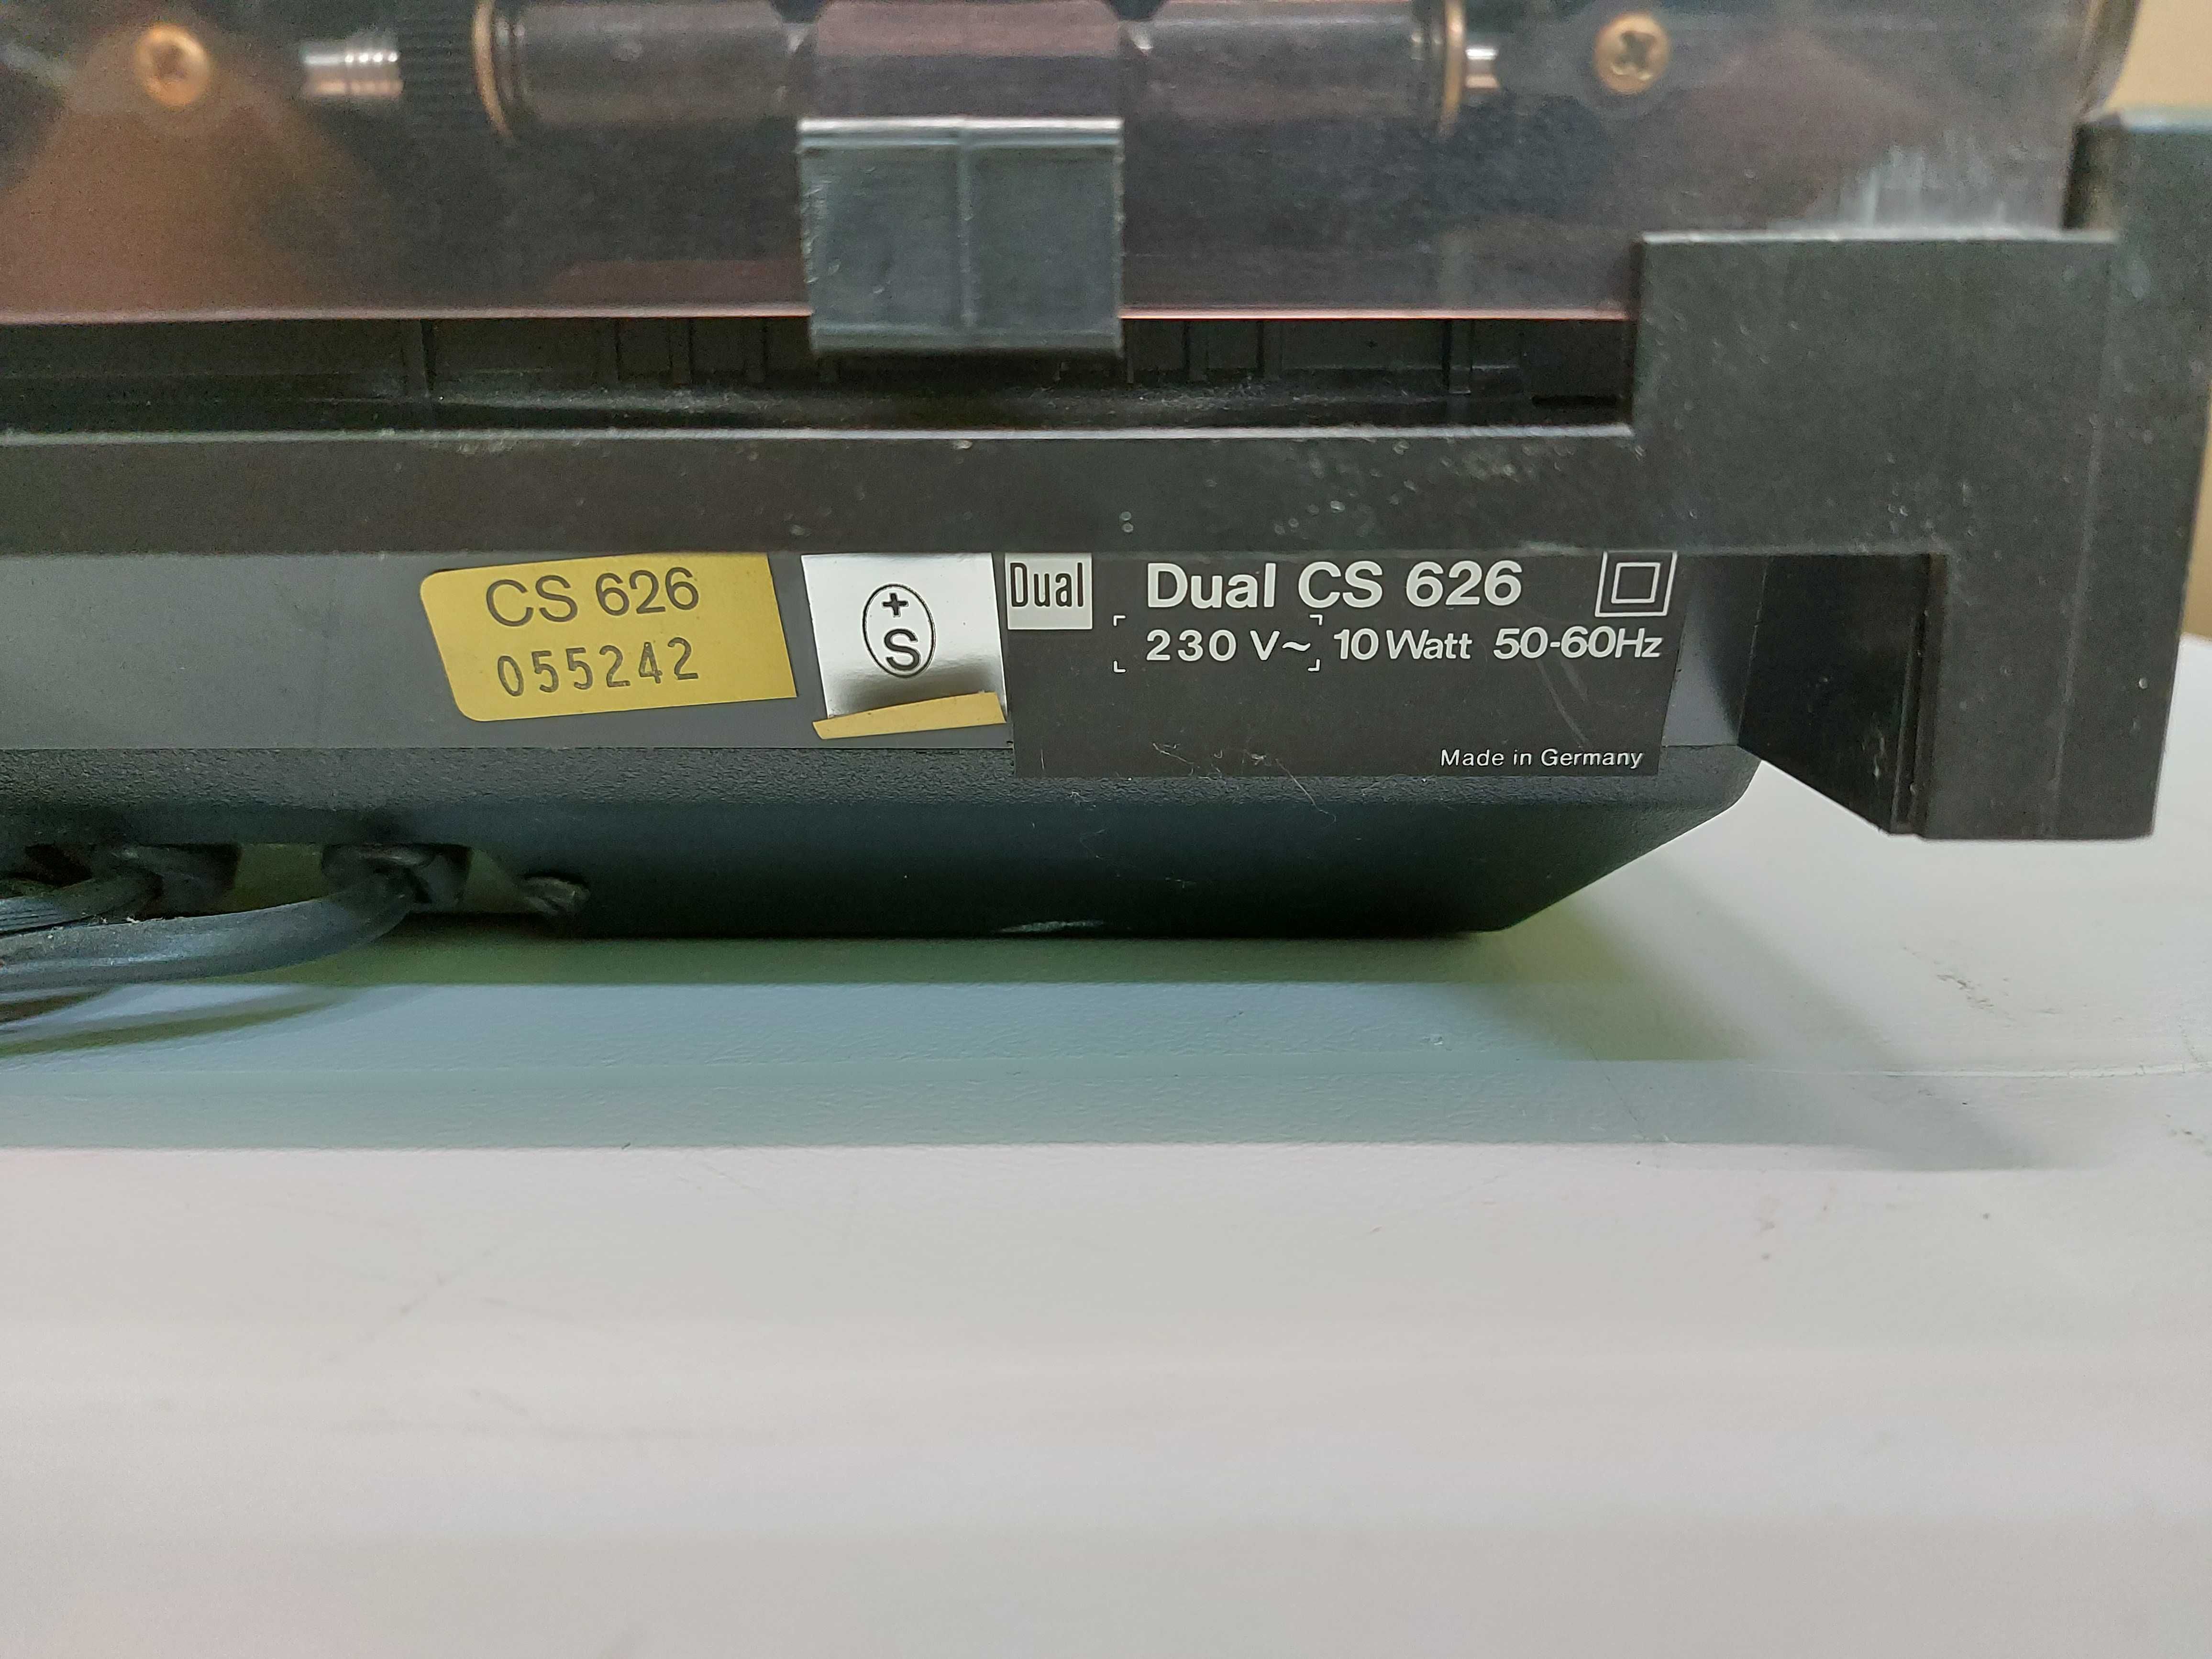 CS 626
055242
+
S
Dual
Dual CS 626
230 V~ 10 Watt 50-60Hz
Made in Germany